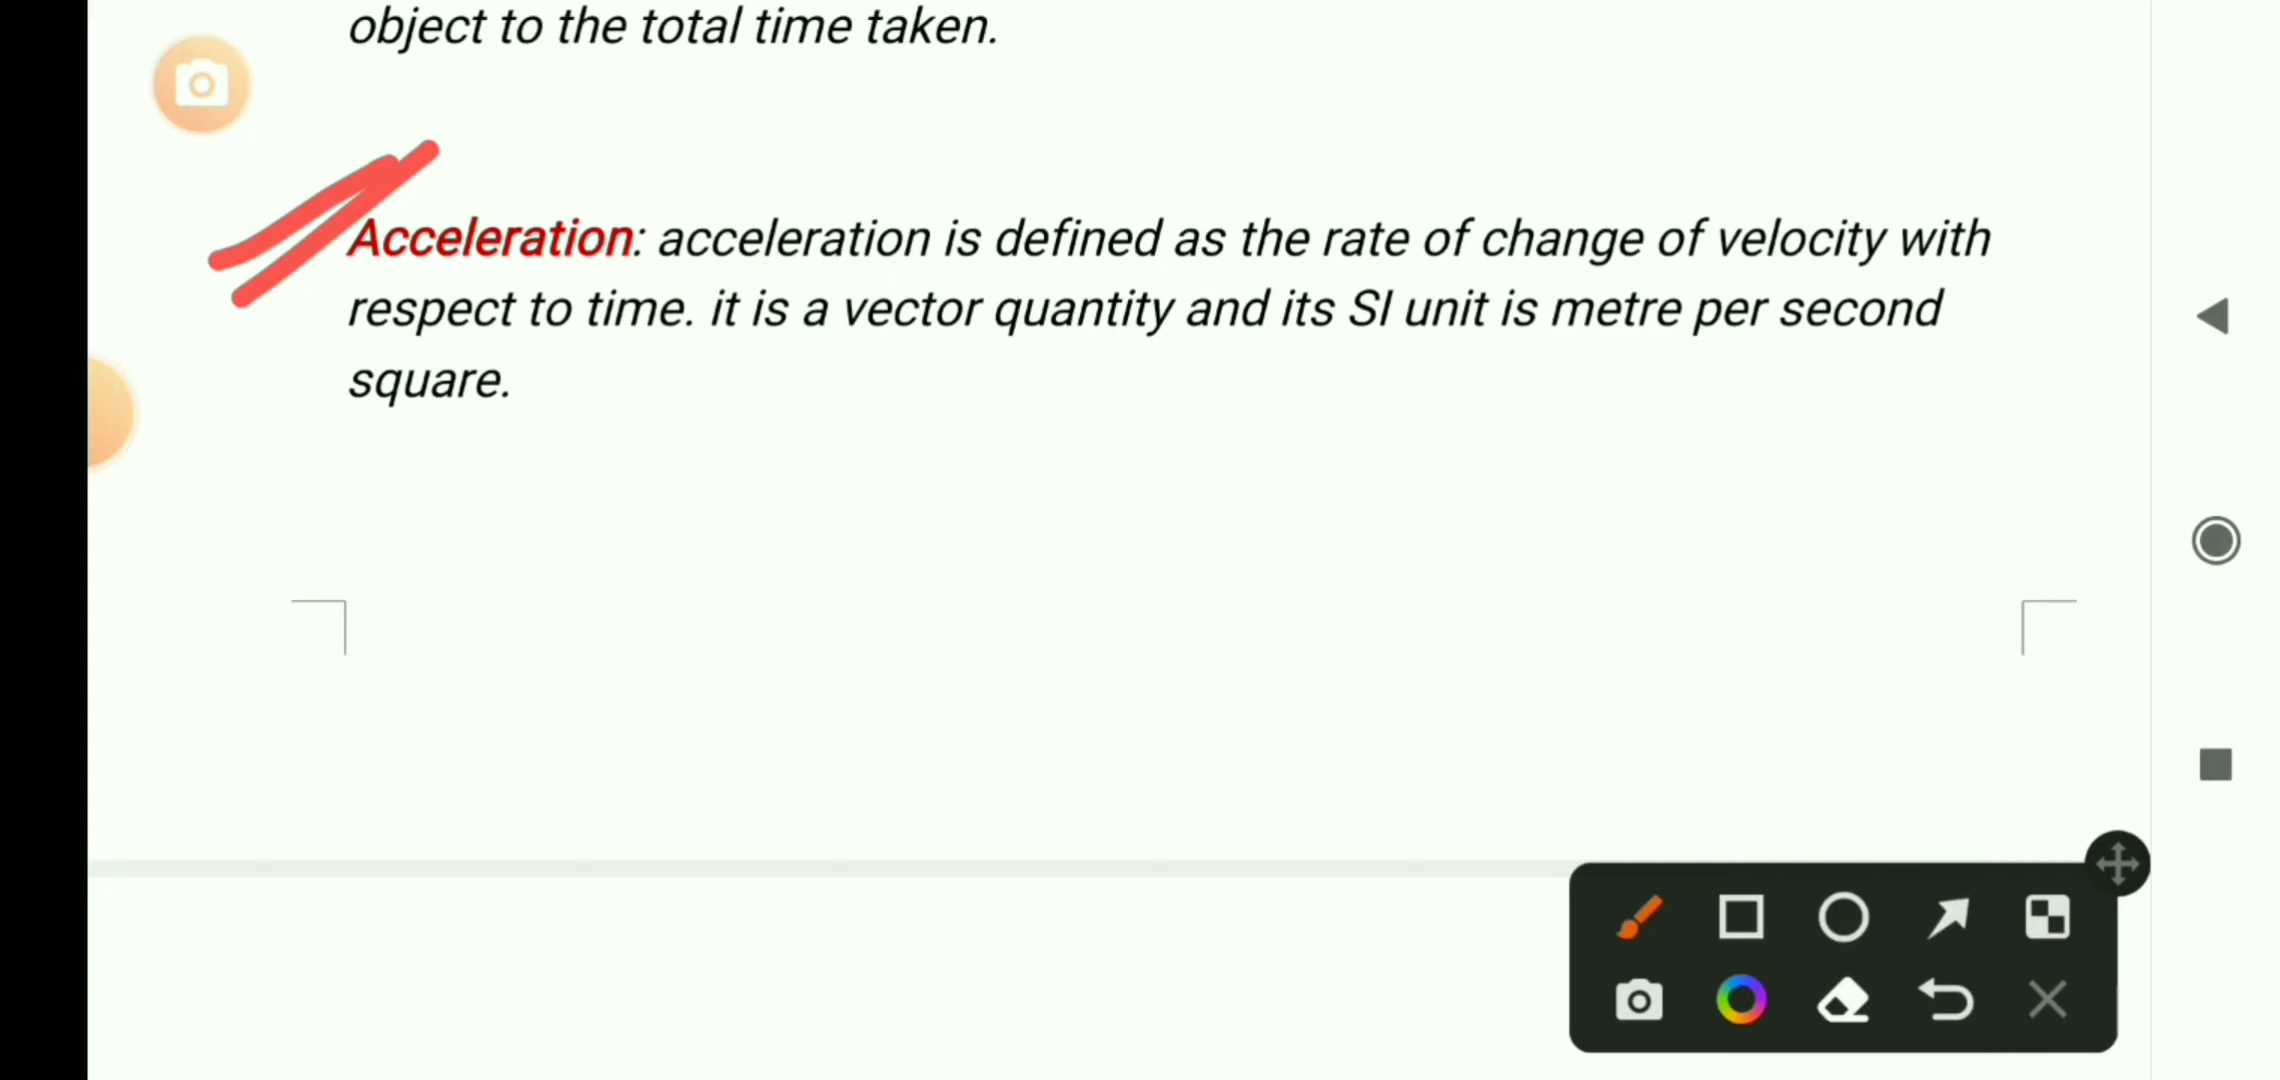 object to the total time taken.
Acceleration: acceleration is defined as the rate of change of velocity with
respect to time. it is a vector quantity and its SI unit is metre per second
square.